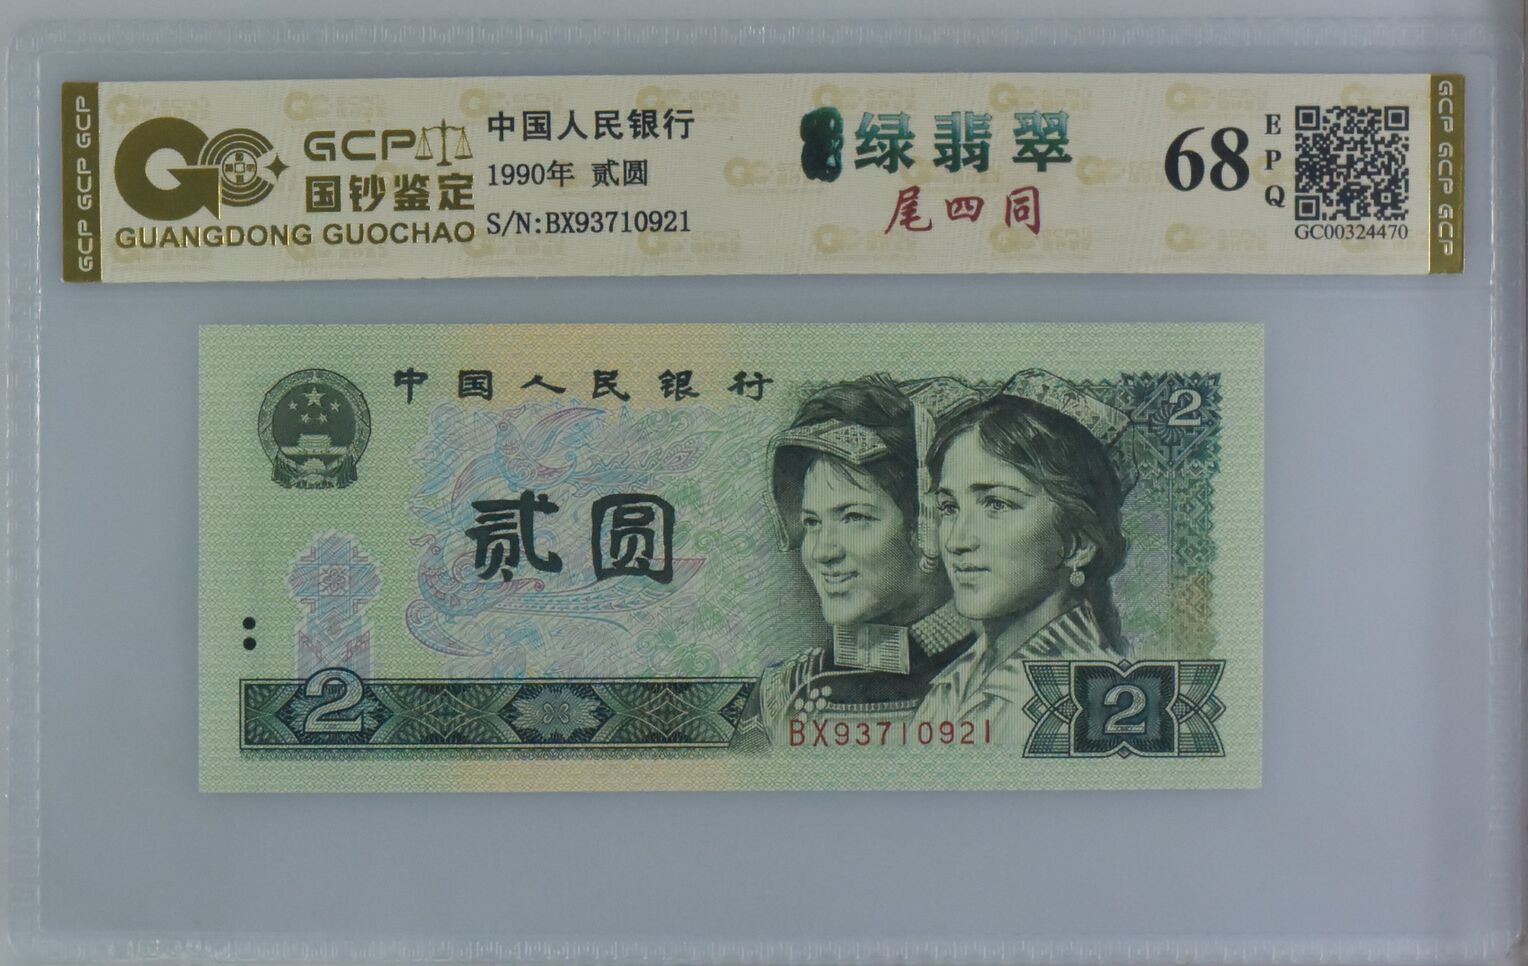 GCP GCP GCP
GCP
国钞鉴定
GUANGDONG GUOCHAO
中国人民银行
1990年 贰圆
S/N:BX93710921
绿翡翠
尾四同
68
EPQ
GC00324470
GCP GCP GCP
中国人民银行
2
贰圆
2
BX93710921
2